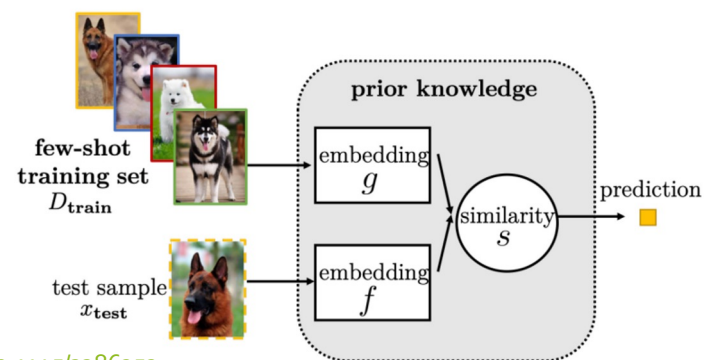 prior knowledge
few-shot
training set
D_train
embedding
g
similarity
s
prediction
test sample
x_test
embedding
f